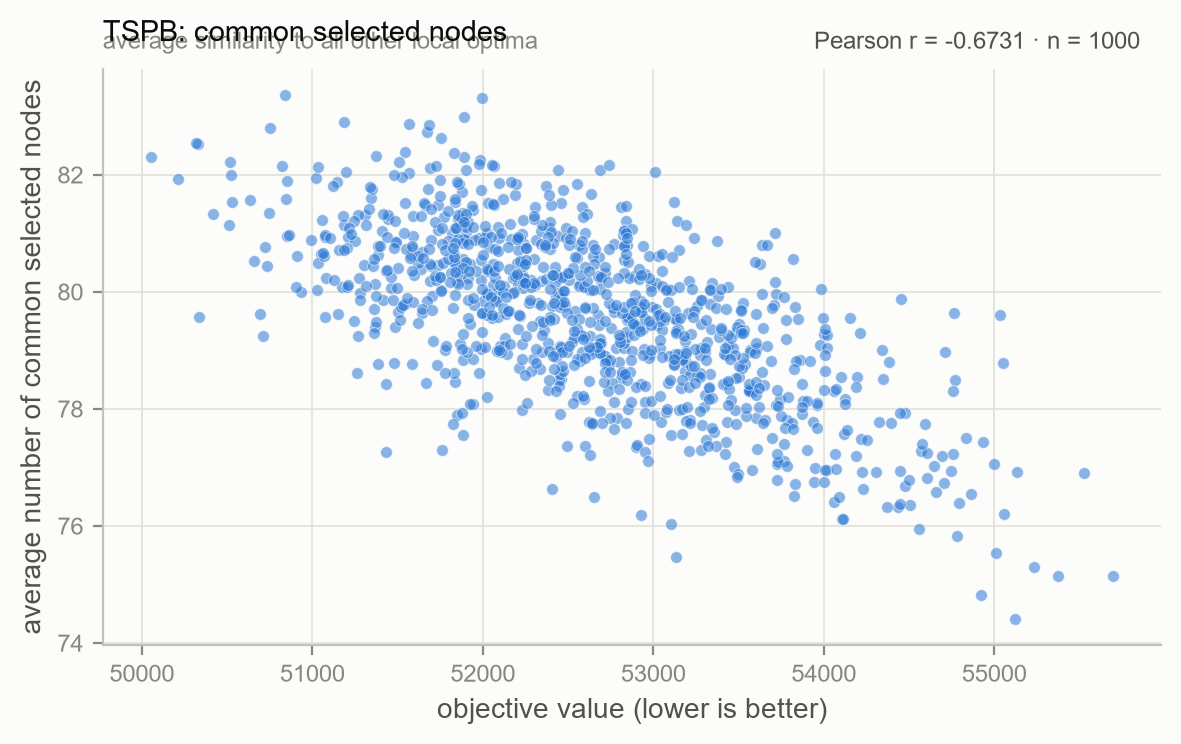 TSPB: common selected nodes
average similarity to all other local optima
Pearson r = -0.6731 · n = 1000
average number of common selected nodes
82
80
78
76
74
50000 51000 52000 53000 54000 55000
objective value (lower is better)